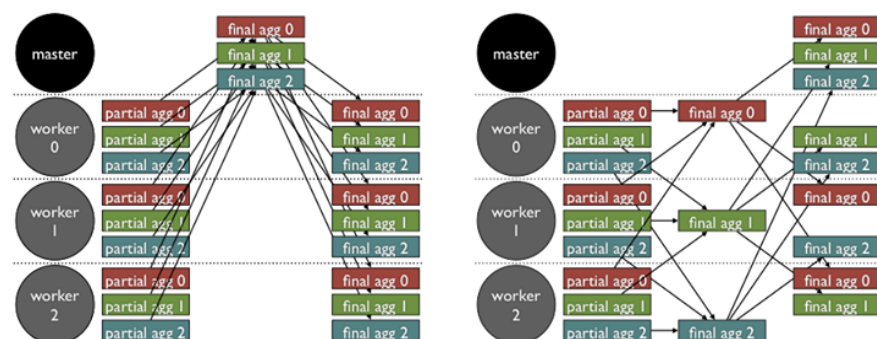 master
final agg 0
final agg 1
final agg 2
worker
0
partial agg 0
partial agg 1
partial agg 2
final agg 0
final agg 1
final agg 2
worker
1
partial agg 0
partial agg 1
partial agg 2
final agg 0
final agg 1
final agg 2
worker
2
partial agg 0
partial agg 1
partial agg 2
final agg 0
final agg 1
final agg 2
master
final agg 0
final agg 1
final agg 2
worker
0
partial agg 0
partial agg 1
partial agg 2
final agg 0
final agg 1
final agg 2
worker
1
partial agg 0
partial agg 1
partial agg 2
final agg 1
final agg 0
final agg 2
worker
2
partial agg 0
partial agg 1
partial agg 2
final agg 2
final agg 0
final agg 1